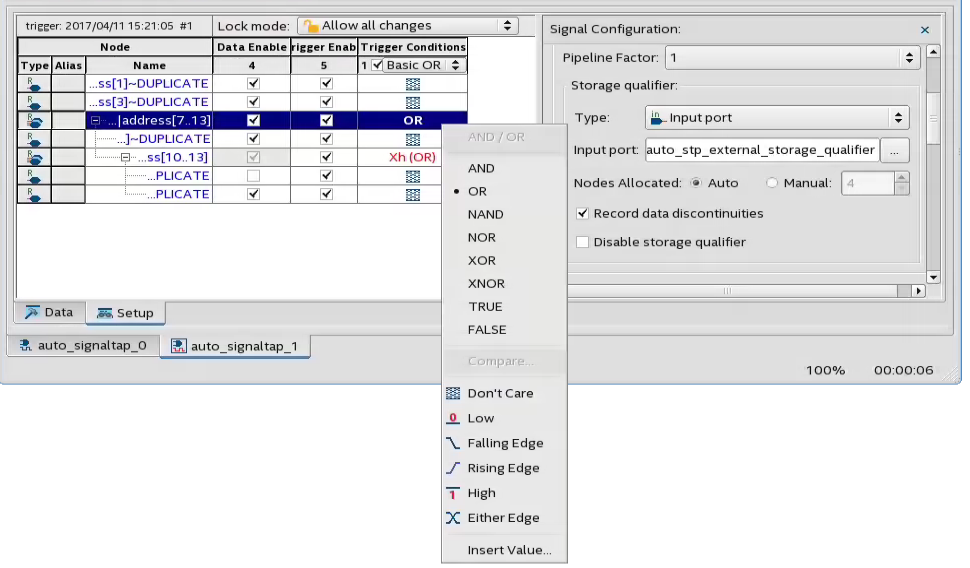 trigger: 2017/04/11 15:21:05 #1
Lock mode: Allow all changes
Node Data Enable rigger Enab Trigger Conditions
Type Alias Name 4 5 1 Basic OR
...ss[1]~DUPLICATE
...ss[3]~DUPLICATE
...|address[7..13] OR
...]~DUPLICATE
...ss[10..13] Xh (OR)
...PLICATE
...PLICATE
AND / OR
AND
OR
NAND
NOR
XOR
XNOR
TRUE
FALSE
Compare...
Don't Care
Low
Falling Edge
Rising Edge
High
Either Edge
Insert Value...
Signal Configuration:
Pipeline Factor: 1
Storage qualifier:
Type: Input port
Input port: auto_stp_external_storage_qualifier ...
Nodes Allocated: Auto Manual: 4
Record data discontinuities
Disable storage qualifier
Data Setup
auto_signaltap_0 auto_signaltap_1
100% 00:00:06